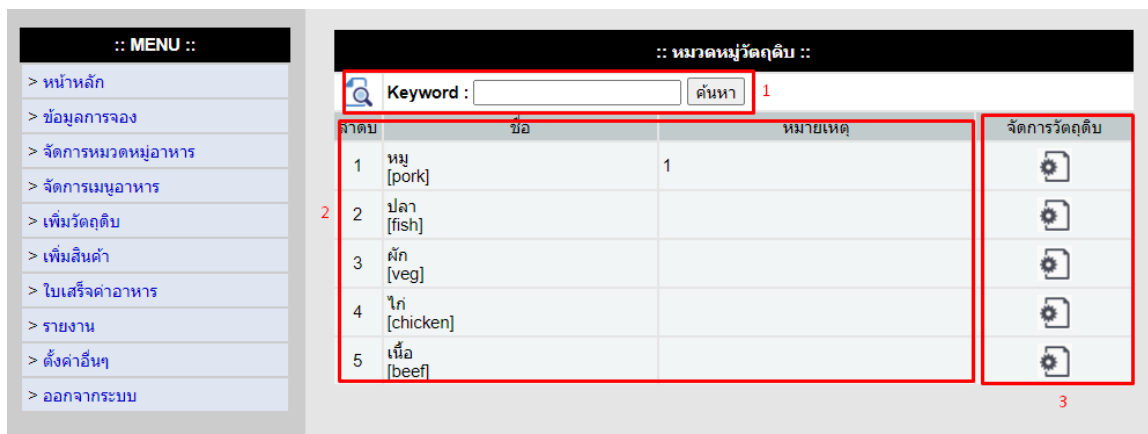 :: MENU ::
> หน้าหลัก
> ข้อมูลการจอง
> จัดการหมวดหมู่อาหาร
> จัดการเมนูอาหาร
> เพิ่มวัตถุดิบ
> เพิ่มสินค้า
> ใบเสร็จค่าอาหาร
> รายงาน
> ตั้งค่าอื่นๆ
> ออกจากระบบ
:: หมวดหมู่วัตถุดิบ ::
Keyword : ค้นหา 1
ลำดับ ชื่อ หมายเหตุ จัดการวัตถุดิบ
1 หมู 1
[pork]
2
2 ปลา
[fish]
3 ผัก
[veg]
4 ไก่
[chicken]
5 เนื้อ
[beef]
3